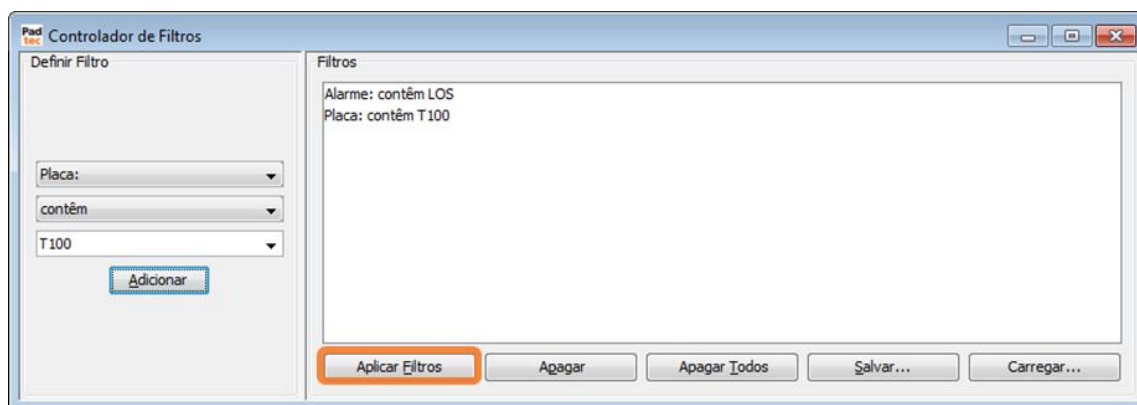 Pad
tec
Controlador de Filtros
Definir Filtro
Placa:
contêm
T100
Adicionar
Filtros
Alarme: contêm LOS
Placa: contêm T100
Aplicar Filtros
Apagar
Apagar Todos
Salvar...
Carregar...